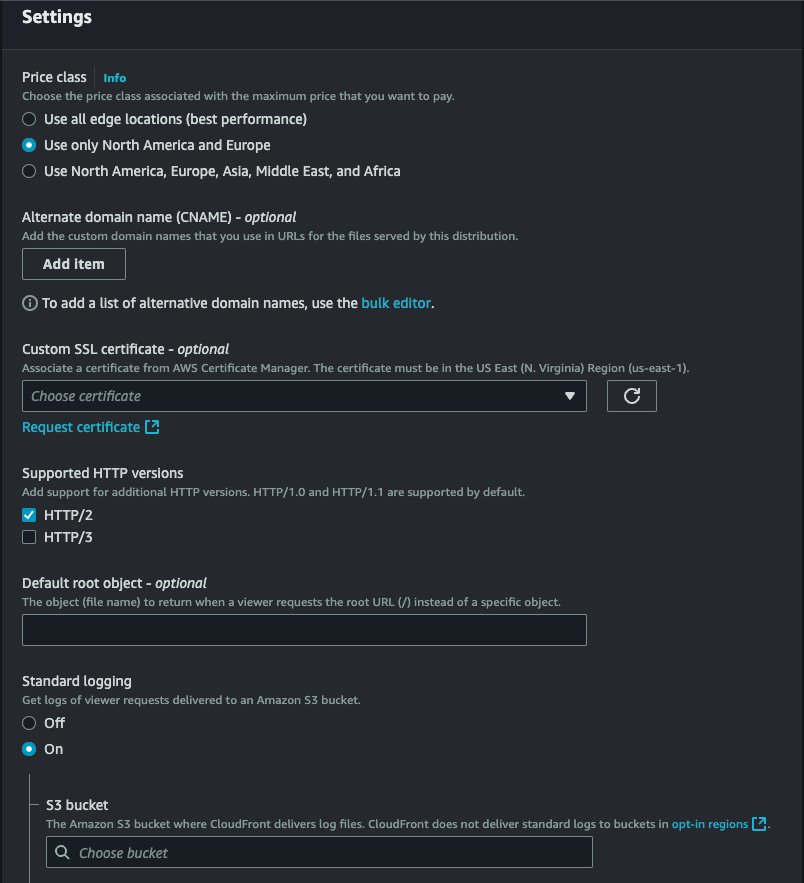 Settings
Price class Info
Choose the price class associated with the maximum price that you want to pay.
Use all edge locations (best performance)
Use only North America and Europe
Use North America, Europe, Asia, Middle East, and Africa
Alternate domain name (CNAME) - optional
Add the custom domain names that you use in URLs for the files served by this distribution.
Add item
To add a list of alternative domain names, use the bulk editor.
Custom SSL certificate - optional
Associate a certificate from AWS Certificate Manager. The certificate must be in the US East (N. Virginia) Region (us-east-1).
Choose certificate
Request certificate
Supported HTTP versions
Add support for additional HTTP versions. HTTP/1.0 and HTTP/1.1 are supported by default.
HTTP/2
HTTP/3
Default root object - optional
The object (file name) to return when a viewer requests the root URL (/) instead of a specific object.
Standard logging
Get logs of viewer requests delivered to an Amazon S3 bucket.
Off
On
S3 bucket
The Amazon S3 bucket where CloudFront delivers log files. CloudFront does not deliver standard logs to buckets in opt-in regions.
Choose bucket